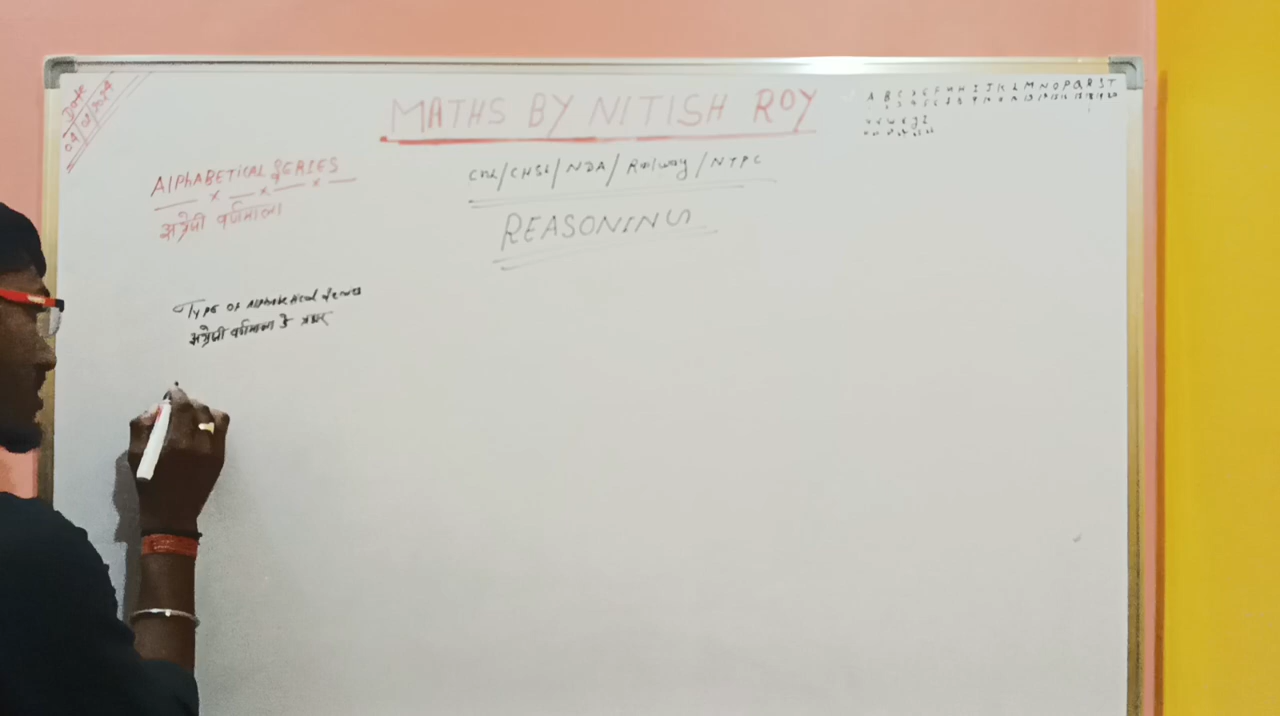 Date
MATHS BY NITISH ROY
A B C D E F G H I J K L M N O P Q R S T
ALPHABETICAL SERIES
CGL/CHSL/NDA/Railway/NTPC
अंग्रेजी वर्णमाला
REASONING
Type OF Alphabetical Series
अंग्रेजी वर्णमाला के प्रकार